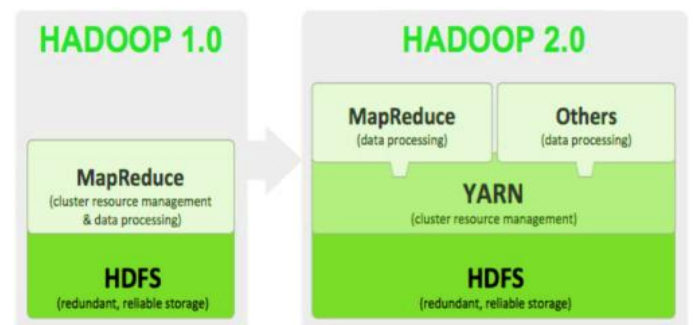 HADOOP 1.0
MapReduce
(cluster resource management
& data processing)
HDFS
(redundant, reliable storage)
HADOOP 2.0
MapReduce
(data processing)
Others
(data processing)
YARN
(cluster resource management)
HDFS
(redundant, reliable storage)